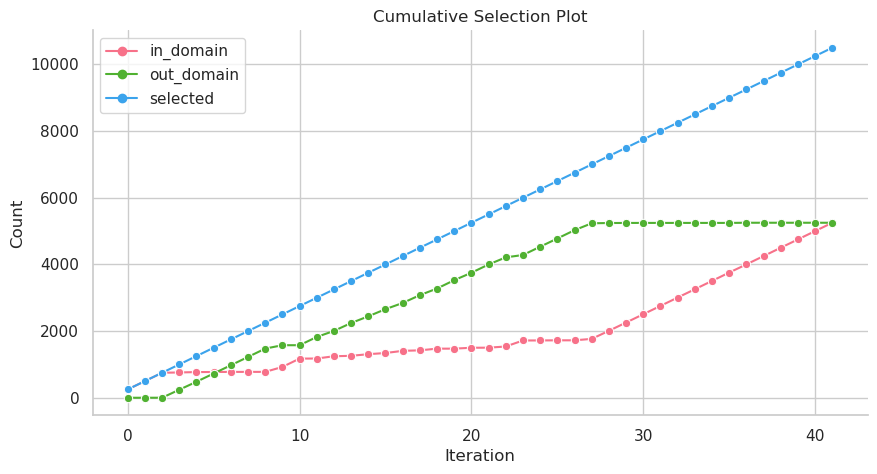 Cumulative Selection Plot
in_domain
out_domain
selected
Count
10000
8000
6000
4000
2000
0
0 10 20 30 40
Iteration